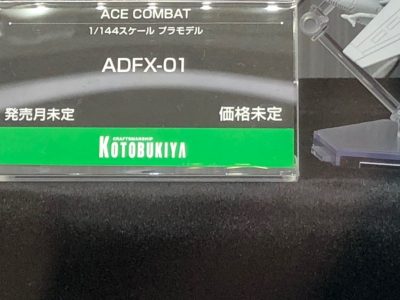 ACE COMBAT
1/144スケール プラモデル
ADFX-01
発売月未定
価格未定
CRAFTSMANSHIP
KOTOBUKIYA